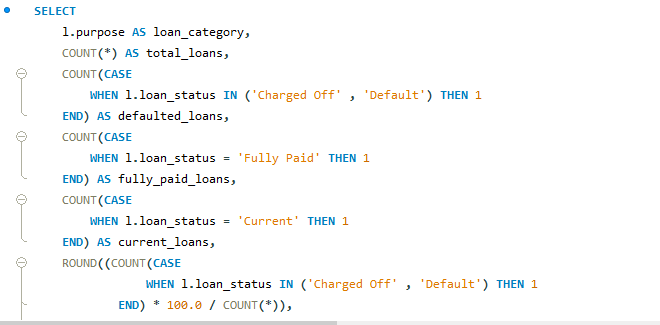 SELECT
l.purpose AS loan_category,
COUNT(*) AS total_loans,
COUNT(CASE
WHEN l.loan_status IN ('Charged Off' , 'Default') THEN 1
END) AS defaulted_loans,
COUNT(CASE
WHEN l.loan_status = 'Fully Paid' THEN 1
END) AS fully_paid_loans,
COUNT(CASE
WHEN l.loan_status = 'Current' THEN 1
END) AS current_loans,
ROUND((COUNT(CASE
WHEN l.loan_status IN ('Charged Off' , 'Default') THEN 1
END) * 100.0 / COUNT(*)),